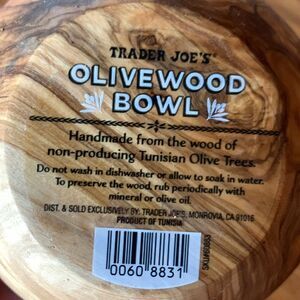 TRADER JOE'S®
OLIVEWOOD
BOWL
Handmade from the wood of
non-producing Tunisian Olive Trees.
Do not wash in dishwasher or allow to soak in water.
To preserve the wood, rub periodically with
mineral or olive oil.
DIST. & SOLD EXCLUSIVELY BY: TRADER JOE'S, MONROVIA, CA 91016
PRODUCT OF TUNISIA
0060 8831